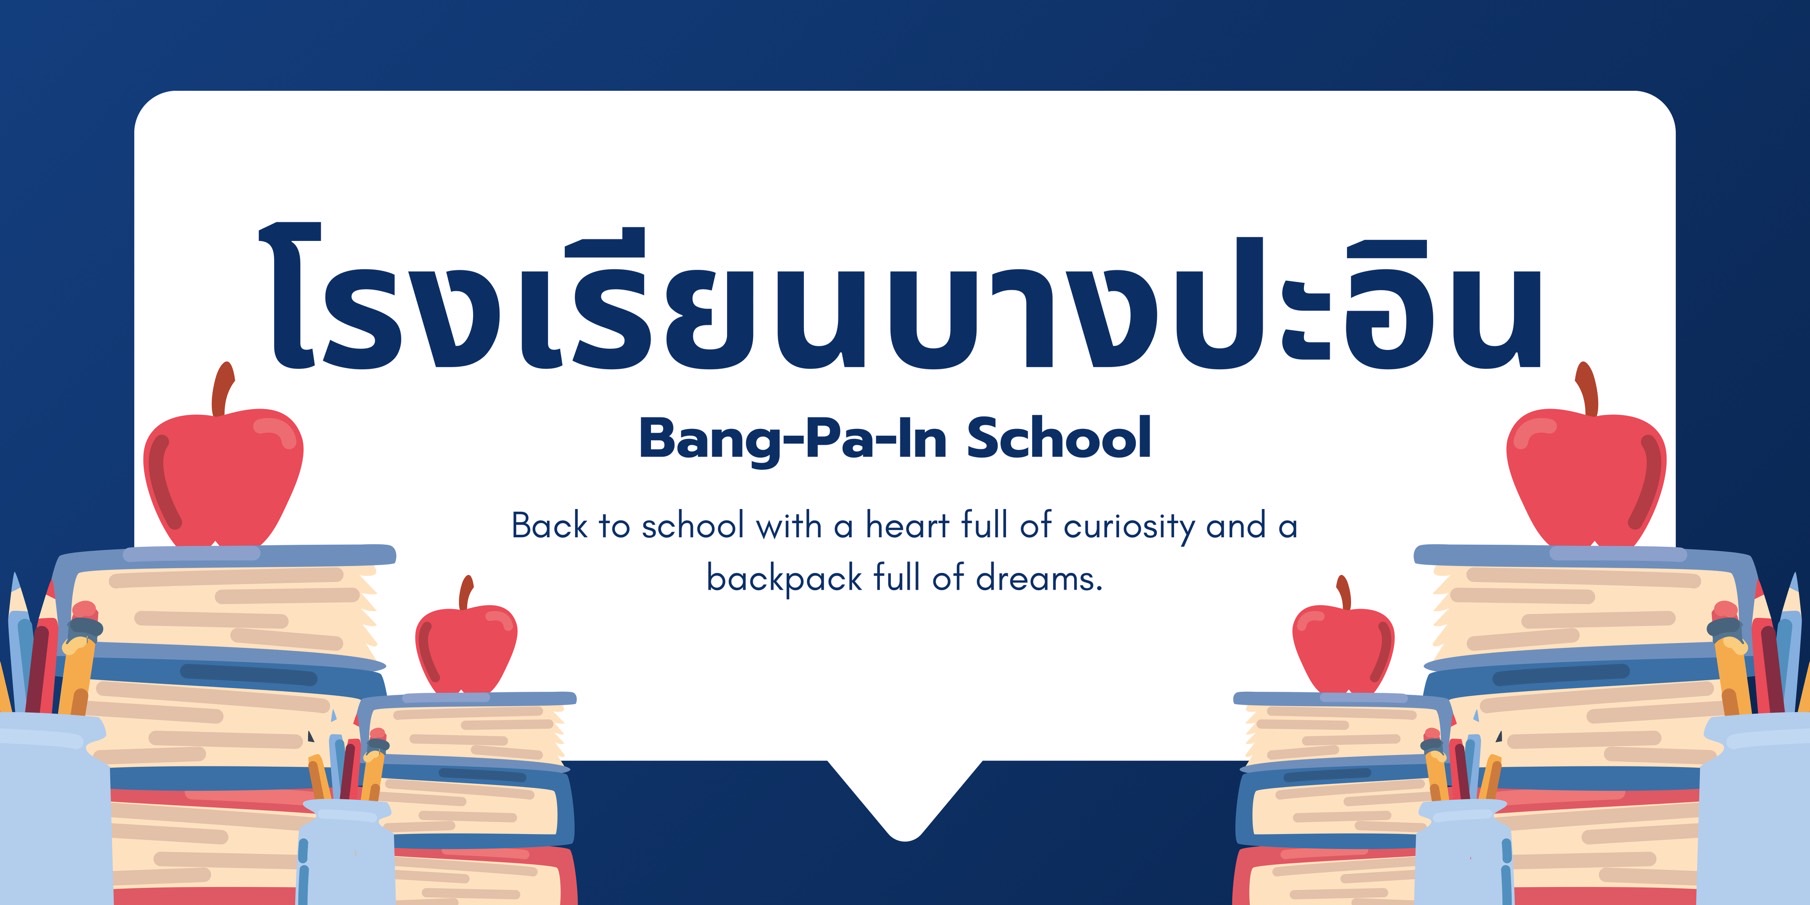 โรงเรียนบางปะอิน
Bang-Pa-In School
Back to school with a heart full of curiosity and a
backpack full of dreams.